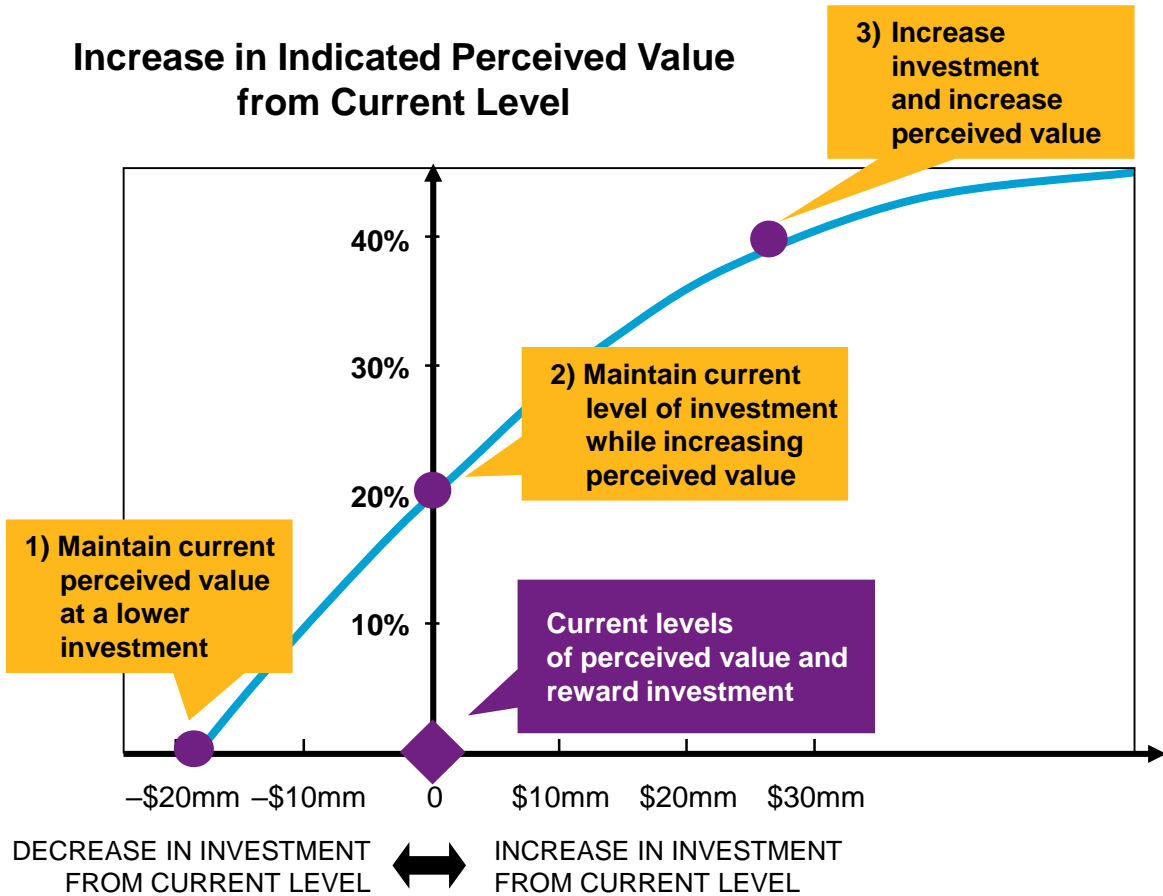 Increase in Indicated Perceived Value
from Current Level
3) Increase
investment
and increase
perceived value
40%
30%
20%
10%
2) Maintain current
level of investment
while increasing
perceived value
1) Maintain current
perceived value
at a lower
investment
Current levels
of perceived value and
reward investment
–$20mm –$10mm 0 $10mm $20mm $30mm
DECREASE IN INVESTMENT
FROM CURRENT LEVEL
INCREASE IN INVESTMENT
FROM CURRENT LEVEL